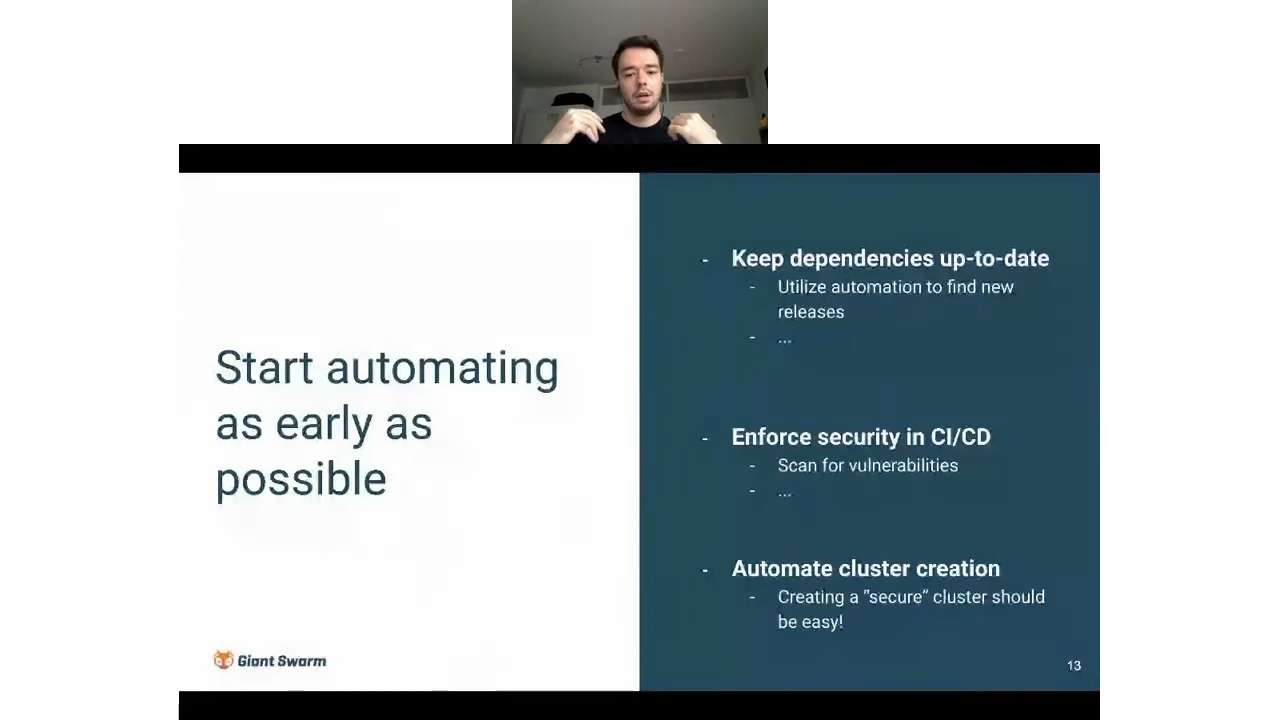 Start automating
as early as
possible
- Keep dependencies up-to-date
- Utilize automation to find new
releases
- ...
- Enforce security in CI/CD
- Scan for vulnerabilities
- ...
- Automate cluster creation
- Creating a “secure” cluster should
be easy!
Giant Swarm
13